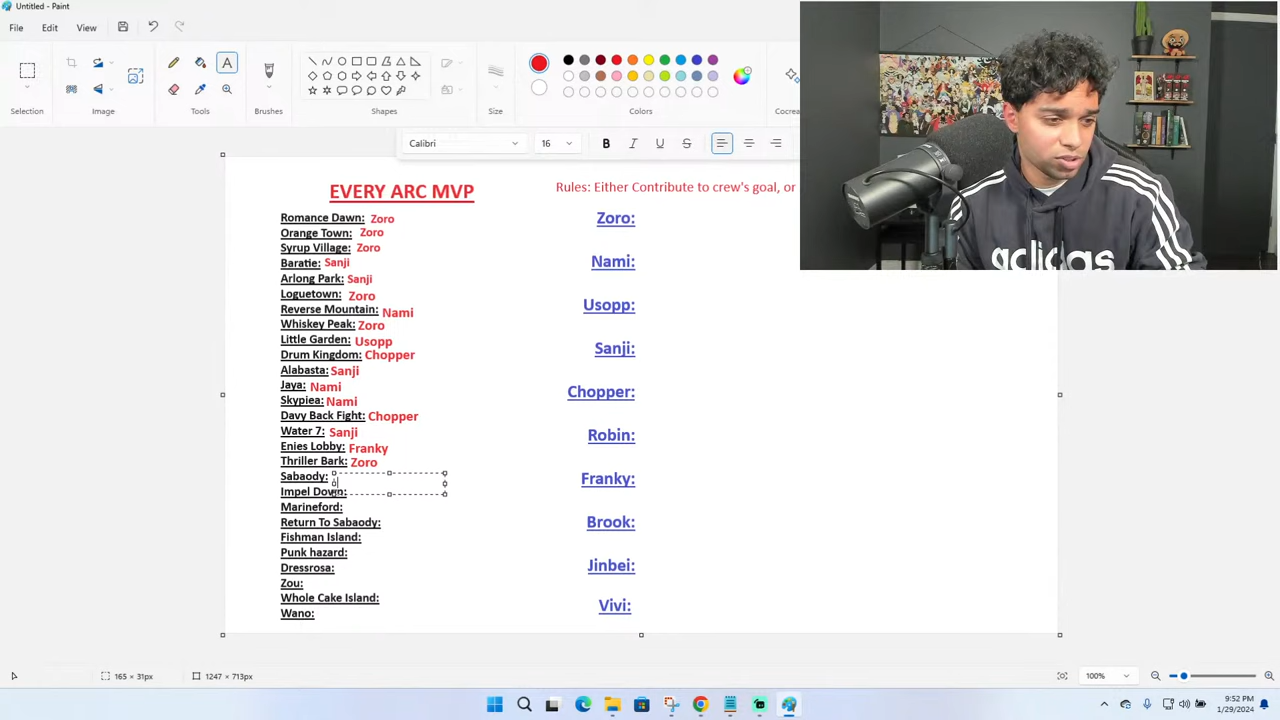 Untitled - Paint
File
Edit
View
Selection
Image
Tools
Brushes
Shapes
Size
Colors
Calibri
16
EVERY ARC MVP
Rules: Either Contribute to crew's goal, or
Romance Dawn: Zoro
Orange Town: Zoro
Syrup Village: Zoro
Baratie: Sanji
Arlong Park: Sanji
Loguetown: Zoro
Reverse Mountain: Nami
Whiskey Peak: Zoro
Little Garden: Usopp
Drum Kingdom: Chopper
Alabasta: Sanji
Jaya: Nami
Skypiea: Nami
Davy Back Fight: Chopper
Water 7: Sanji
Enies Lobby: Franky
Thriller Bark: Zoro
Sabaody:
Impel Down:
Marineford:
Return To Sabaody:
Fishman Island:
Punk hazard:
Dressrosa:
Zou:
Whole Cake Island:
Wano:
Zoro:
Nami:
Usopp:
Sanji:
Chopper:
Robin:
Franky:
Brook:
Jinbei:
Vivi:
165 × 31px
1247 × 713px
100%
9:52 PM
1/29/2024